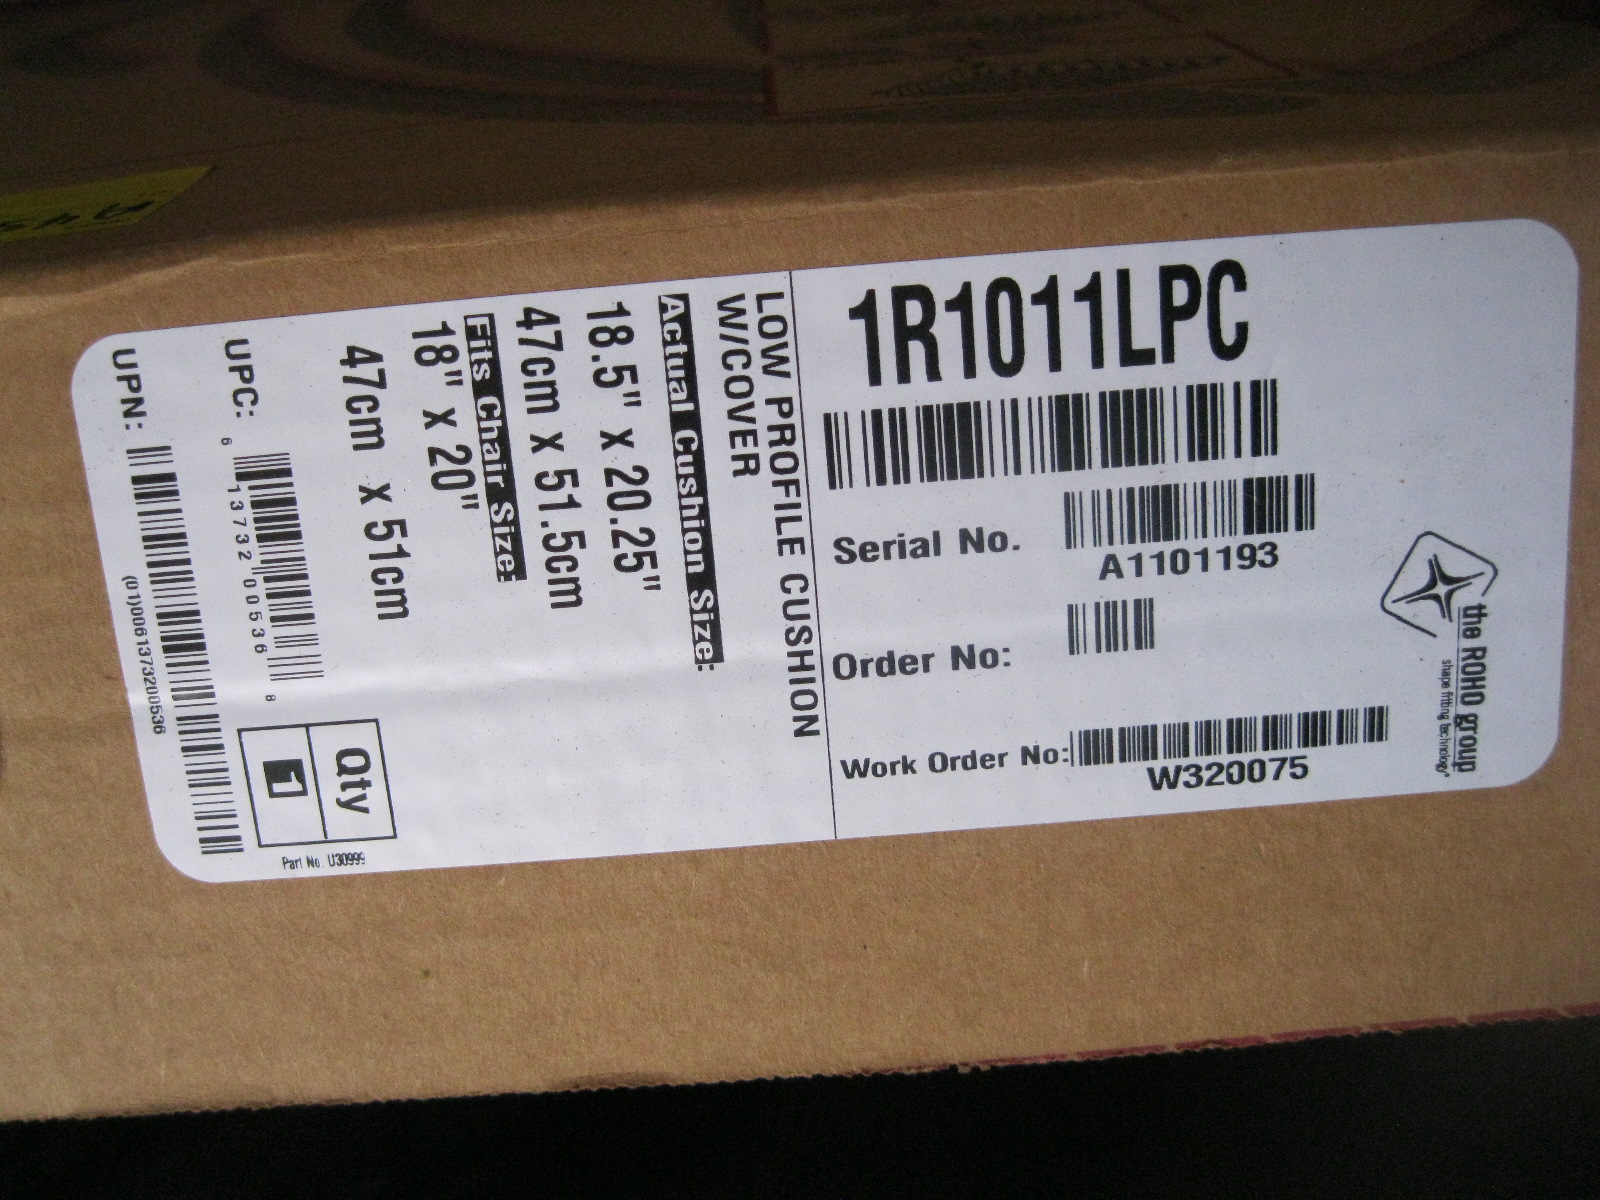 1R1011LPC
Serial No.
A1101193
Order No:
Work Order No:
W320075
the ROHO group
shape fitting technology®
LOW PROFILE CUSHION
W/COVER
Actual Cushion Size:
18.5" x 20.25"
47cm x 51.5cm
Fits Chair Size:
18" x 20"
47cm x 51cm
UPC:
6 13732 00536 8
UPN:
(01)0061373200536
Qty
1
Part No. U30999